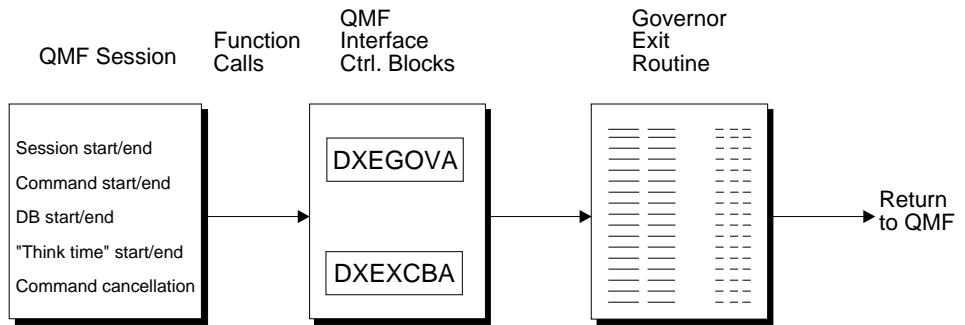 QMF Session
Function
Calls
QMF
Interface
Ctrl. Blocks
Governor
Exit
Routine
Session start/end
Command start/end
DB start/end
"Think time" start/end
Command cancellation
DXEGOVA
DXEXCBA
Return
to QMF